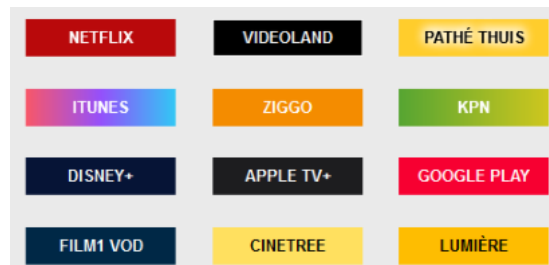 NETFLIX
VIDEOLAND
PATHÉ THUIS
ITUNES
ZIGGO
KPN
DISNEY+
APPLE TV+
GOOGLE PLAY
FILM1 VOD
CINETREE
LUMIÈRE